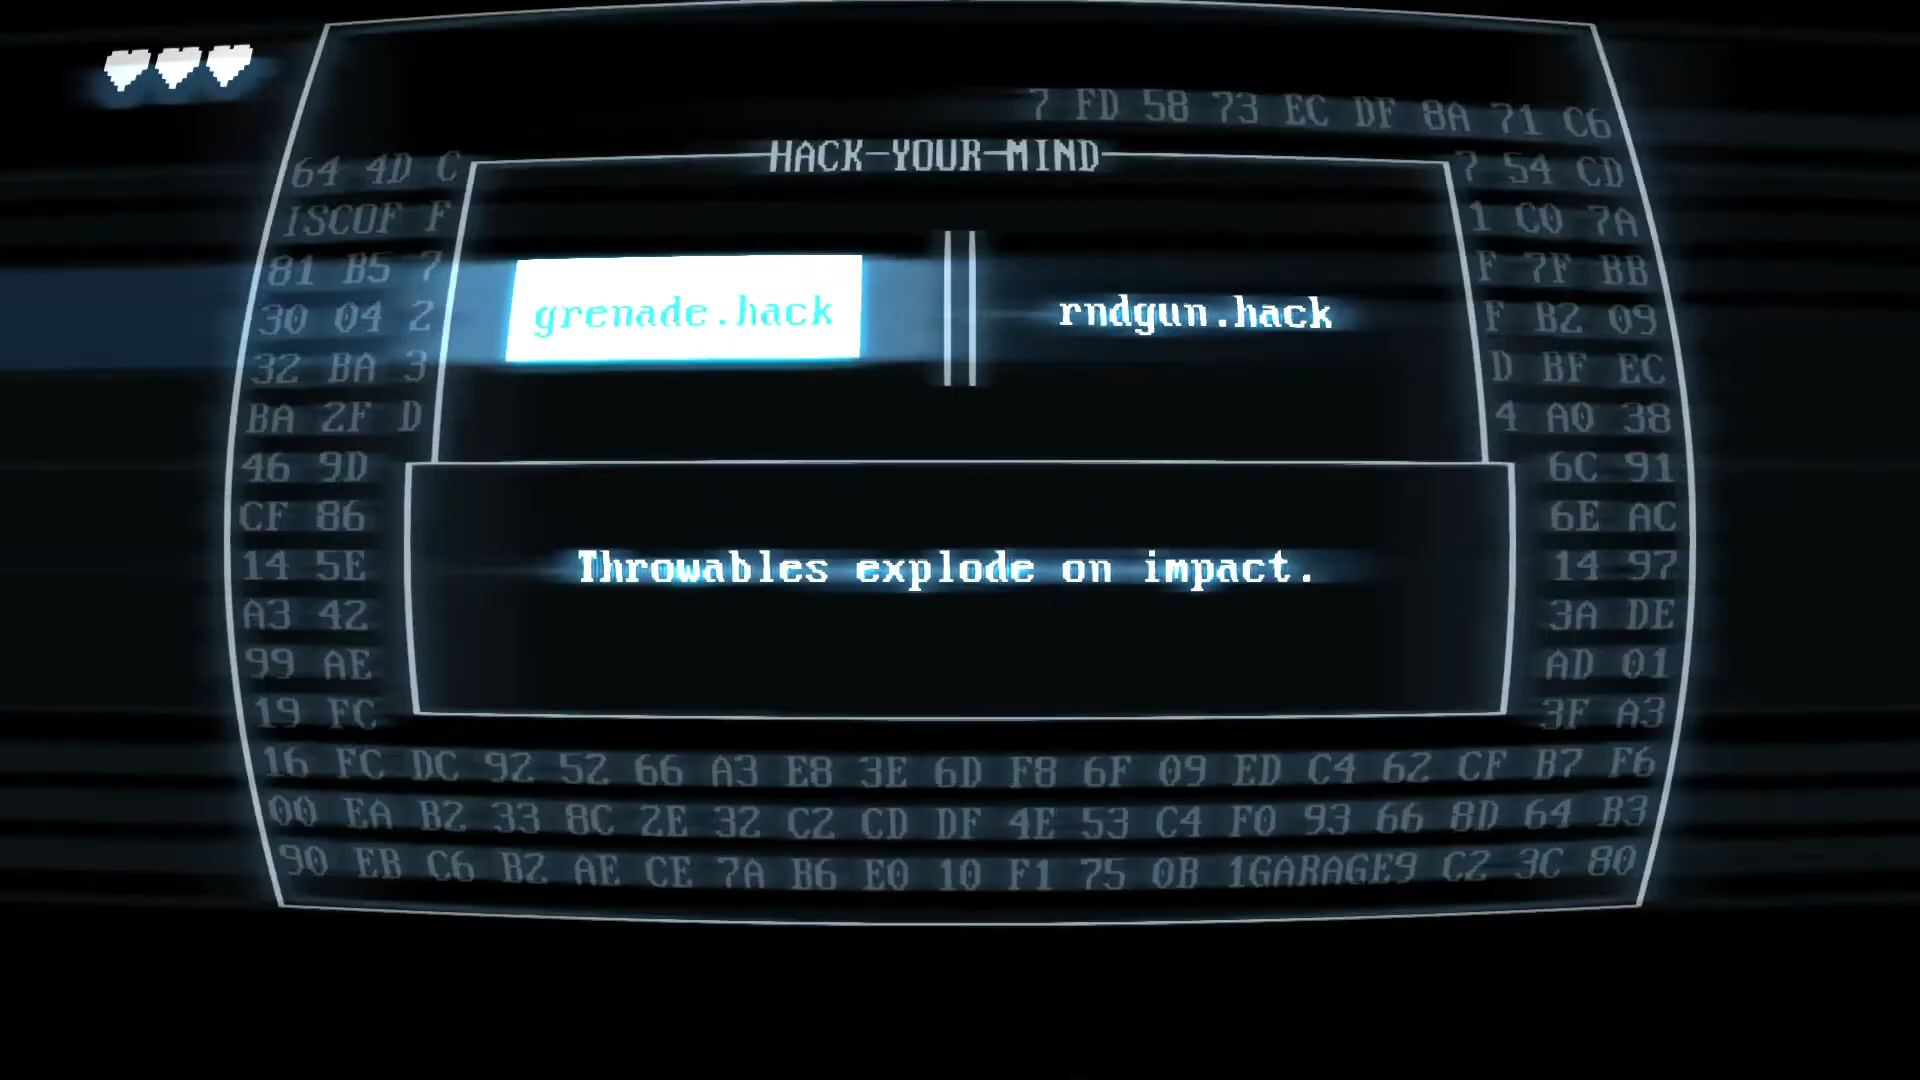 7 FD 58 73 EC DF 8A 71 C6
HACK-YOUR-MIND
64 4D C
7 54 CD
ISCOF F
1 C0 7A
81 B5 7
F 7F BB
grenade.hack
rndgun.hack
30 04 2
F B2 09
32 BA 3
D BF EC
BA 2F D
4 A0 38
46 9D
6C 91
CF 86
6E AC
Throwables explode on impact.
14 5E
14 97
A3 42
3A DE
99 AE
AD 01
19 FC
3F A3
16 FC DC 92 52 66 A3 E8 3E 6D F8 6F 09 ED C4 62 CF B7 F6
00 EA B2 33 8C 2E 32 C2 CD DF 4E 53 C4 F0 93 66 8D 64 B3
90 EB C6 B2 AE CE 7A B6 E0 10 F1 75 0B 1GARAGE9 C2 3C 80